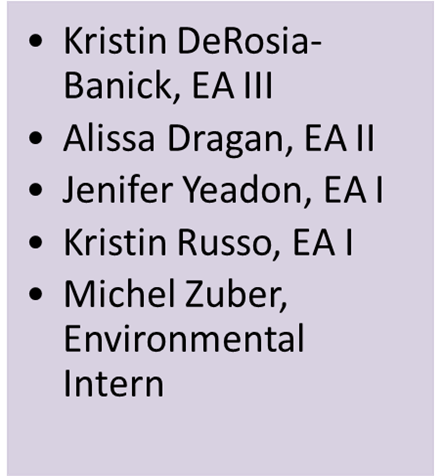 • Kristin DeRosia-
Banick, EA III
• Alissa Dragan, EA II
• Jenifer Yeadon, EA I
• Kristin Russo, EA I
• Michel Zuber,
Environmental
Intern